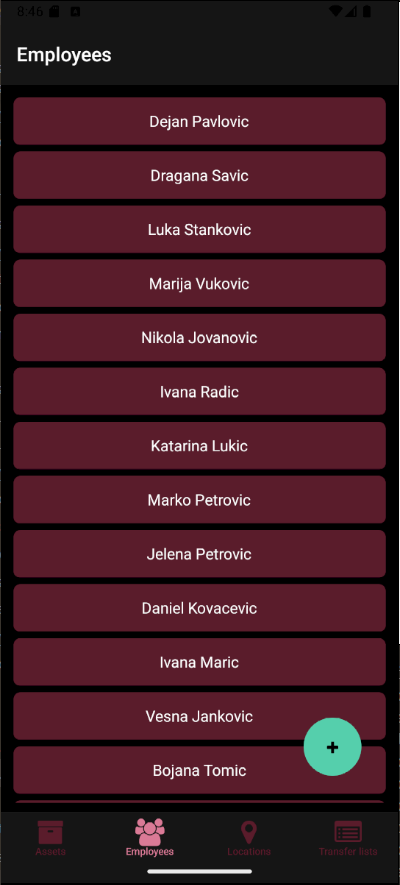 8:46
Employees
Dejan Pavlovic
Dragana Savic
Luka Stankovic
Marija Vukovic
Nikola Jovanovic
Ivana Radic
Katarina Lukic
Marko Petrovic
Jelena Petrovic
Daniel Kovacevic
Ivana Maric
Vesna Jankovic
+
Bojana Tomic
Assets Employees Locations Transfer lists